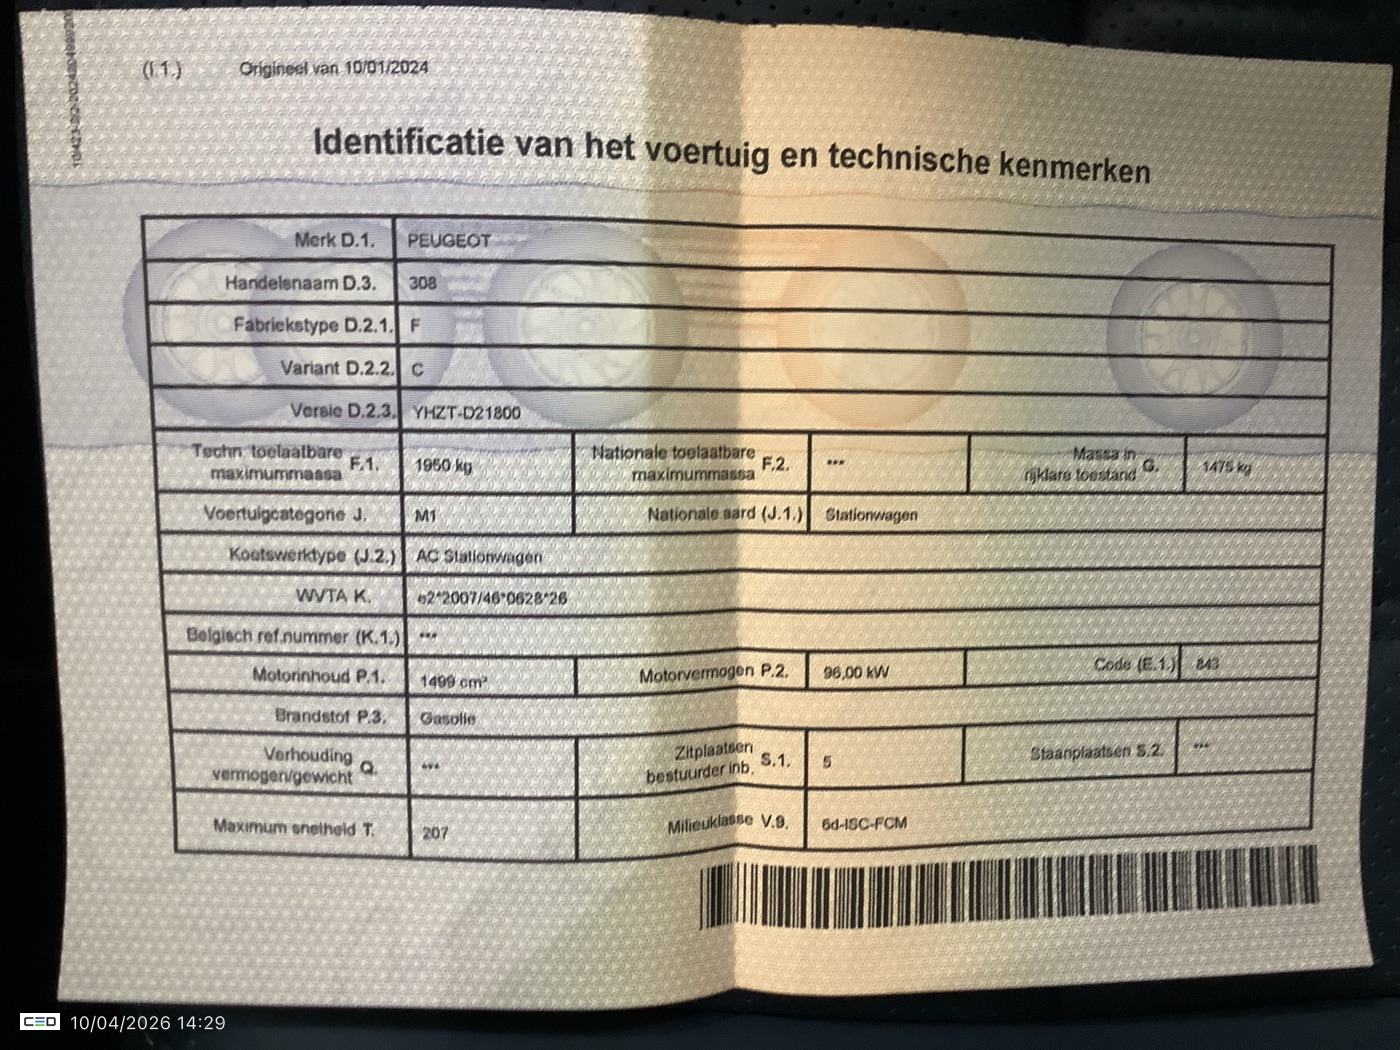 (I.1.) Origineel van 10/01/2024
Identificatie van het voertuig en technische kenmerken
Merk D.1. PEUGEOT
Handelsnaam D.3. 308
Fabriekstype D.2.1. F
Variant D.2.2. C
Versie D.2.3. YHZT-D21800
Techn. toelaatbare maximummassa F.1. 1950 kg Nationale toelaatbare maximummassa F.2. *** Massa in rijklare toestand G. 1475 kg
Voertuigcategorie J. M1 Nationale aard (J.1.) Stationwagen
Koetswerktype (J.2.) AC Stationwagen
WVTA K. e2*2007/46*0628*26
Belgisch ref.nummer (K.1.) ***
Motorinhoud P.1. 1499 cm³ Motorvermogen P.2. 96,00 kW Code (E.1.) 843
Brandstof P.3. Gasolie
Verhouding vermogen/gewicht Q. *** Zitplaatsen bestuurder inb. S.1. 5 Staanplaatsen S.2. ***
Maximum snelheid T. 207 Milieuklasse V.9. 6d-ISC-FCM
CED 10/04/2026 14:29